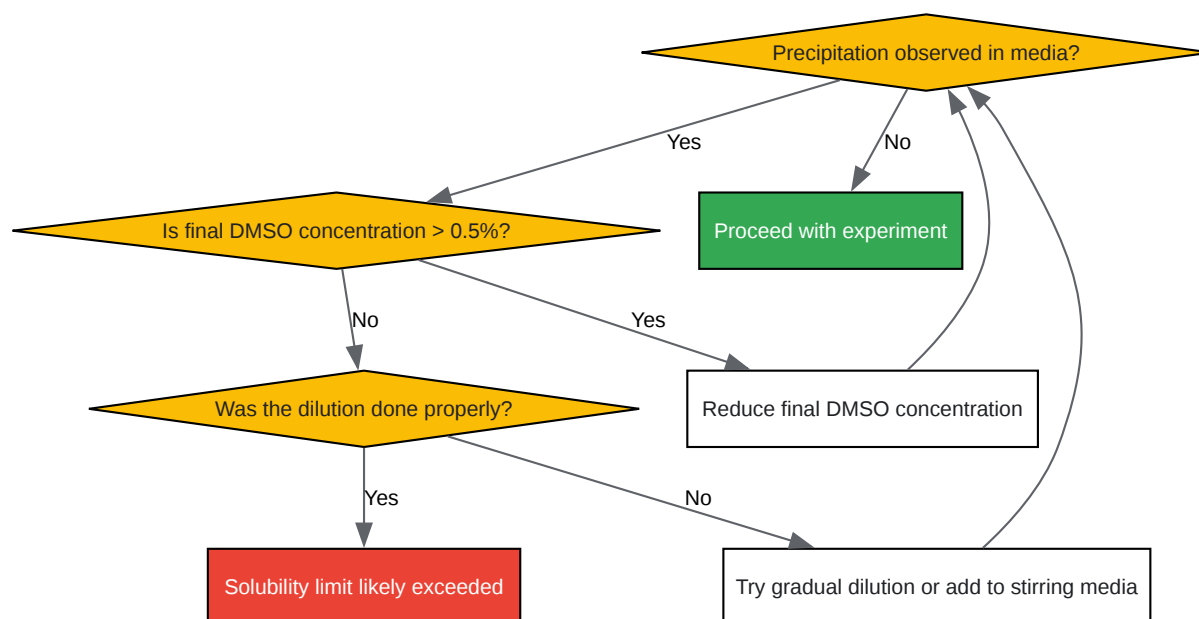 Precipitation observed in media?
Yes
No
Is final DMSO concentration > 0.5%?
Proceed with experiment
No
Yes
Was the dilution done properly?
Reduce final DMSO concentration
Yes
No
Solubility limit likely exceeded
Try gradual dilution or add to stirring media